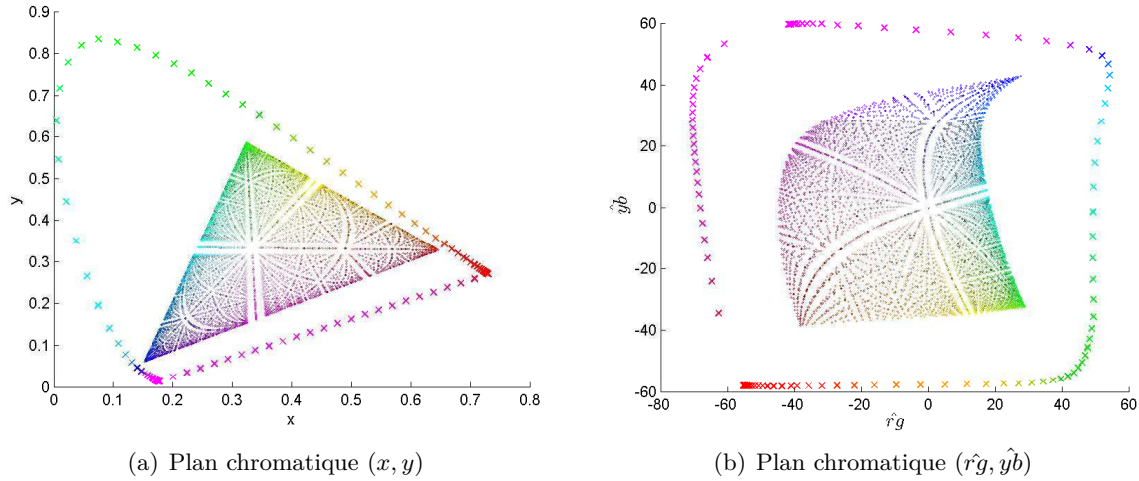 0.9
0.8
0.7
0.6
0.5
0.4
0.3
0.2
0.1
0
y
0 0.1 0.2 0.3 0.4 0.5 0.6 0.7 0.8
x
(a) Plan chromatique (x, y)
60
40
20
0
-20
-40
-60
ŷb
-80 -60 -40 -20 0 20 40 60
r̂g
(b) Plan chromatique (r̂g, ŷb)